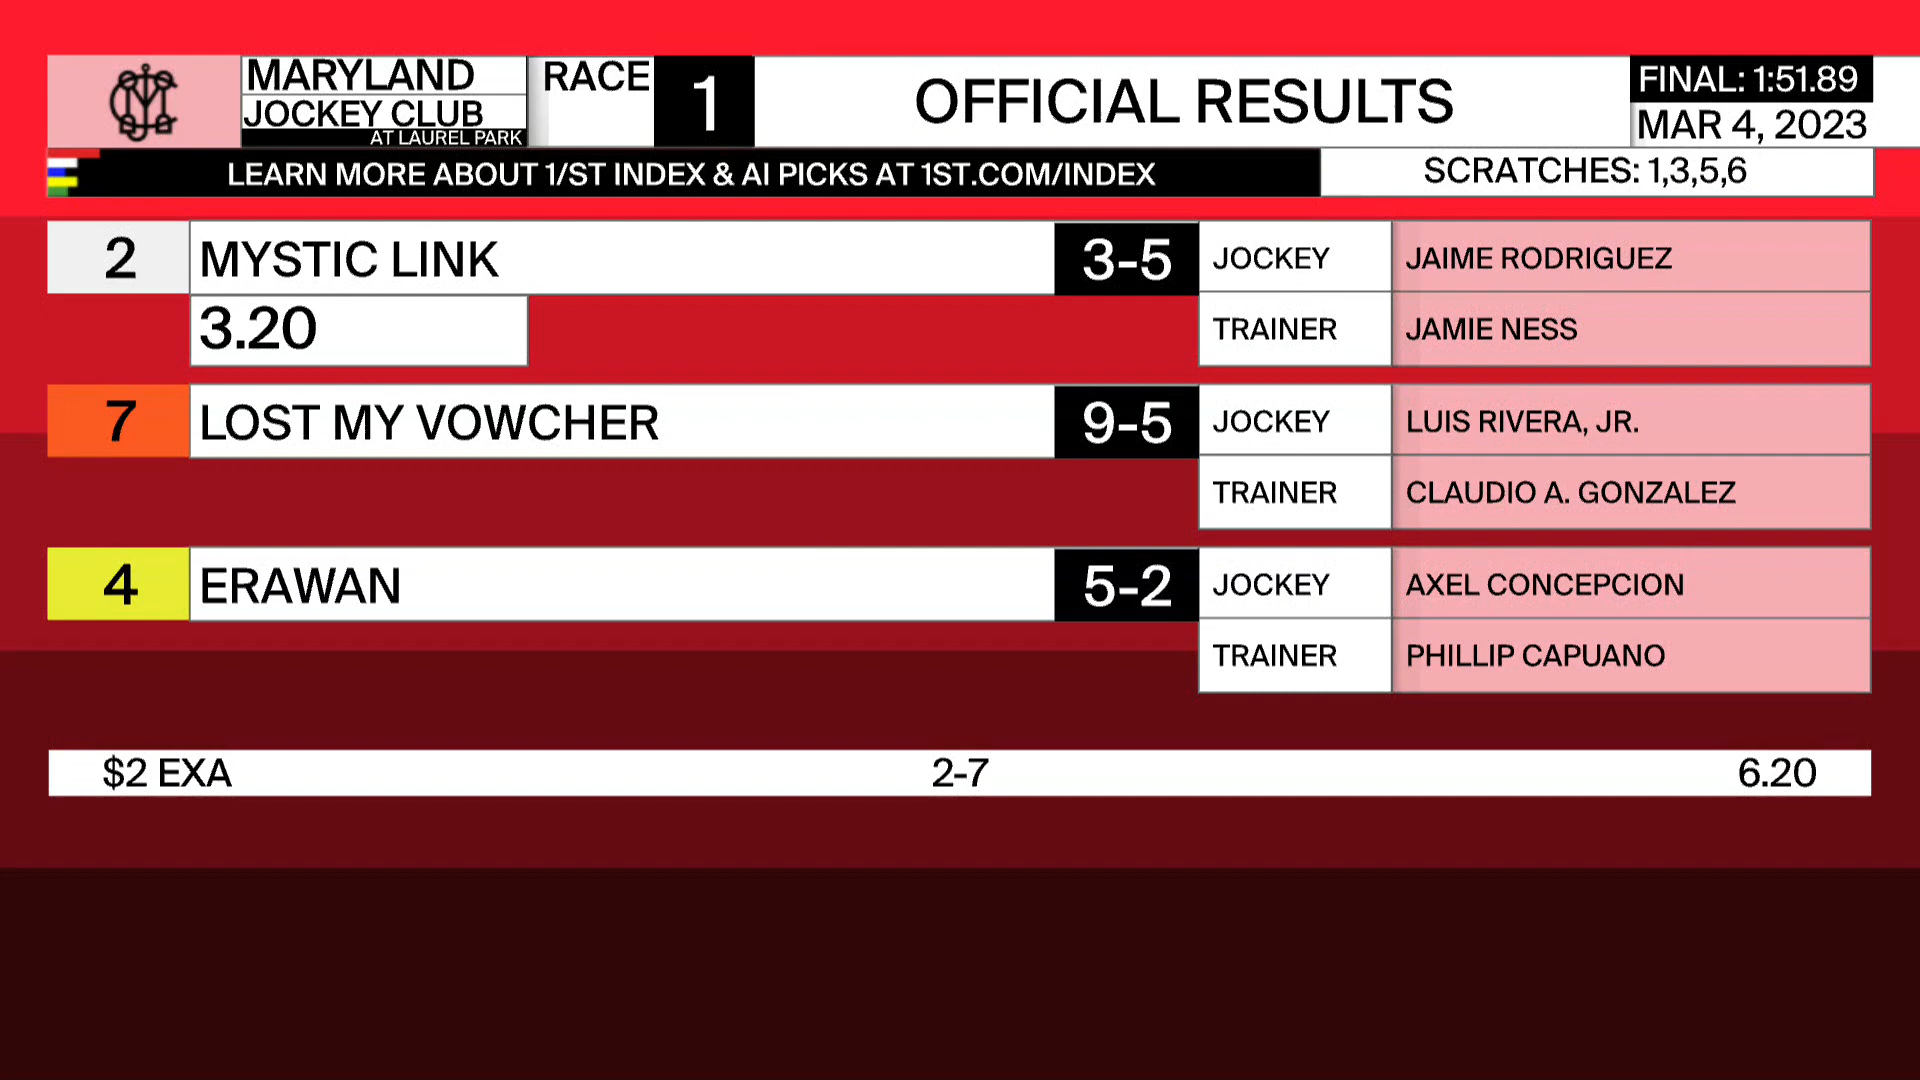 MARYLAND
JOCKEY CLUB
AT LAUREL PARK
RACE 1
OFFICIAL RESULTS
FINAL: 1:51.89
MAR 4, 2023
LEARN MORE ABOUT 1/ST INDEX & AI PICKS AT 1ST.COM/INDEX
SCRATCHES: 1,3,5,6
2 MYSTIC LINK 3-5 JOCKEY JAIME RODRIGUEZ
3.20 TRAINER JAMIE NESS
7 LOST MY VOWCHER 9-5 JOCKEY LUIS RIVERA, JR.
TRAINER CLAUDIO A. GONZALEZ
4 ERAWAN 5-2 JOCKEY AXEL CONCEPCION
TRAINER PHILLIP CAPUANO
$2 EXA 2-7 6.20